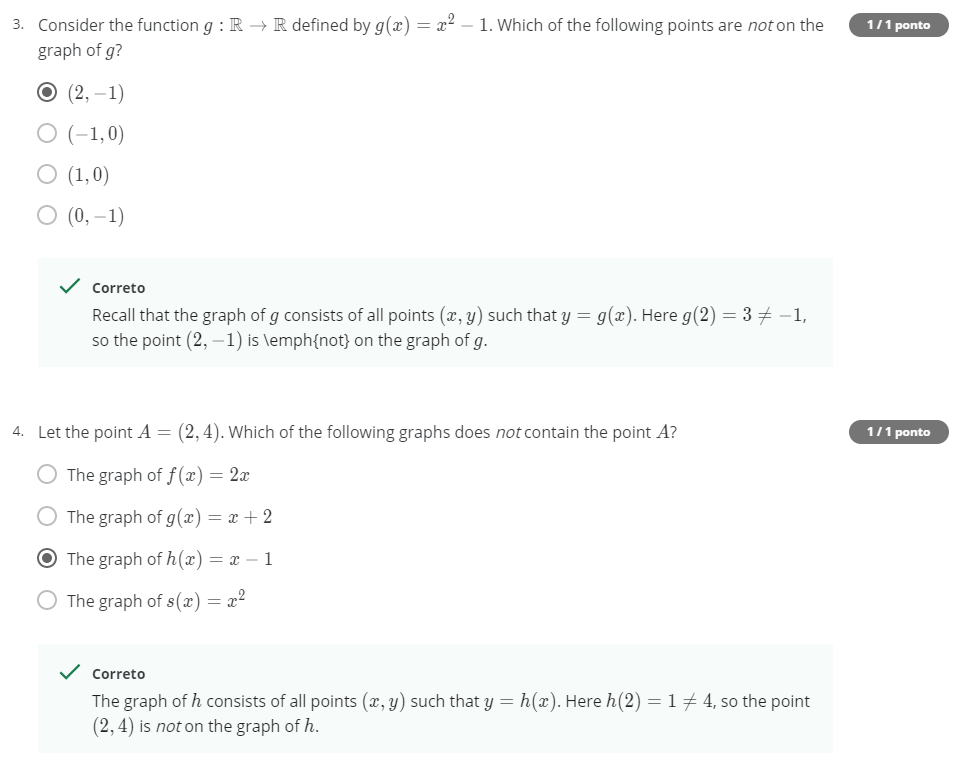 3. Consider the function g : ℝ → ℝ defined by g(x) = x² − 1. Which of the following points are not on the
graph of g?
1 / 1 ponto
(2, −1)
(−1, 0)
(1, 0)
(0, −1)
Correto
Recall that the graph of g consists of all points (x, y) such that y = g(x). Here g(2) = 3 ≠ −1,
so the point (2, −1) is \emph{not} on the graph of g.
4. Let the point A = (2, 4). Which of the following graphs does not contain the point A?
1 / 1 ponto
The graph of f(x) = 2x
The graph of g(x) = x + 2
The graph of h(x) = x − 1
The graph of s(x) = x²
Correto
The graph of h consists of all points (x, y) such that y = h(x). Here h(2) = 1 ≠ 4, so the point
(2, 4) is not on the graph of h.